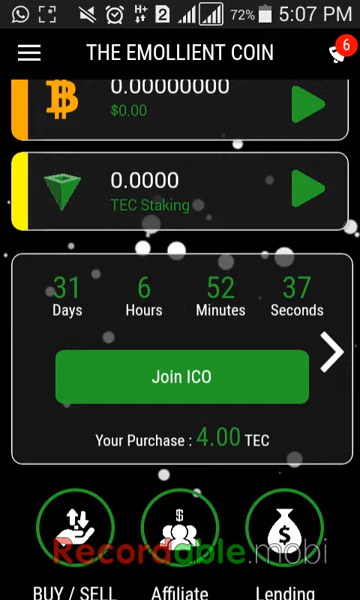 2 H+ 72% 5:07 PM
THE EMOLLIENT COIN
6
0.00000000
$0.00
0.0000
TEC Staking
31 6 52 37
Days Hours Minutes Seconds
Join ICO
Your Purchase : 4.00 TEC
$ $
Recordable.mobi
BUY / SELL Affiliate Lending